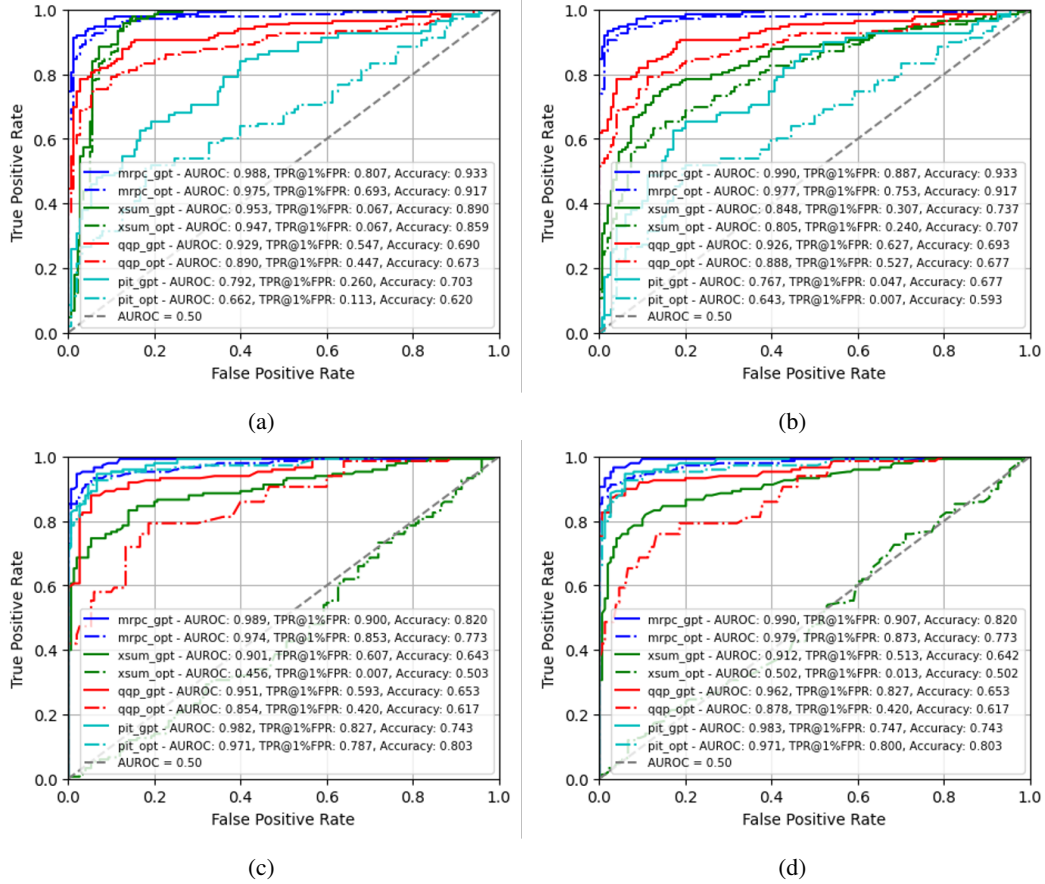 True Positive Rate
1.0
0.8
0.6
0.4
0.2
0.0
mrpc_gpt - AUROC: 0.988, TPR@1%FPR: 0.807, Accuracy: 0.933
mrpc_opt - AUROC: 0.975, TPR@1%FPR: 0.693, Accuracy: 0.917
xsum_gpt - AUROC: 0.953, TPR@1%FPR: 0.067, Accuracy: 0.890
xsum_opt - AUROC: 0.947, TPR@1%FPR: 0.067, Accuracy: 0.859
qqp_gpt - AUROC: 0.929, TPR@1%FPR: 0.547, Accuracy: 0.690
qqp_opt - AUROC: 0.890, TPR@1%FPR: 0.447, Accuracy: 0.673
pit_gpt - AUROC: 0.792, TPR@1%FPR: 0.260, Accuracy: 0.703
pit_opt - AUROC: 0.662, TPR@1%FPR: 0.113, Accuracy: 0.620
AUROC = 0.50
0.0 0.2 0.4 0.6 0.8 1.0
False Positive Rate
(a)
True Positive Rate
1.0
0.8
0.6
0.4
0.2
0.0
mrpc_gpt - AUROC: 0.990, TPR@1%FPR: 0.887, Accuracy: 0.933
mrpc_opt - AUROC: 0.977, TPR@1%FPR: 0.753, Accuracy: 0.917
xsum_gpt - AUROC: 0.848, TPR@1%FPR: 0.307, Accuracy: 0.737
xsum_opt - AUROC: 0.805, TPR@1%FPR: 0.240, Accuracy: 0.707
qqp_gpt - AUROC: 0.926, TPR@1%FPR: 0.627, Accuracy: 0.693
qqp_opt - AUROC: 0.888, TPR@1%FPR: 0.527, Accuracy: 0.677
pit_gpt - AUROC: 0.767, TPR@1%FPR: 0.047, Accuracy: 0.677
pit_opt - AUROC: 0.643, TPR@1%FPR: 0.007, Accuracy: 0.593
AUROC = 0.50
0.0 0.2 0.4 0.6 0.8 1.0
False Positive Rate
(b)
True Positive Rate
1.0
0.8
0.6
0.4
0.2
0.0
mrpc_gpt - AUROC: 0.989, TPR@1%FPR: 0.900, Accuracy: 0.820
mrpc_opt - AUROC: 0.974, TPR@1%FPR: 0.853, Accuracy: 0.773
xsum_gpt - AUROC: 0.901, TPR@1%FPR: 0.607, Accuracy: 0.643
xsum_opt - AUROC: 0.456, TPR@1%FPR: 0.007, Accuracy: 0.503
qqp_gpt - AUROC: 0.951, TPR@1%FPR: 0.593, Accuracy: 0.653
qqp_opt - AUROC: 0.854, TPR@1%FPR: 0.420, Accuracy: 0.617
pit_gpt - AUROC: 0.982, TPR@1%FPR: 0.827, Accuracy: 0.743
pit_opt - AUROC: 0.971, TPR@1%FPR: 0.787, Accuracy: 0.803
AUROC = 0.50
0.0 0.2 0.4 0.6 0.8 1.0
False Positive Rate
(c)
True Positive Rate
1.0
0.8
0.6
0.4
0.2
0.0
mrpc_gpt - AUROC: 0.990, TPR@1%FPR: 0.907, Accuracy: 0.820
mrpc_opt - AUROC: 0.979, TPR@1%FPR: 0.873, Accuracy: 0.773
xsum_gpt - AUROC: 0.912, TPR@1%FPR: 0.513, Accuracy: 0.642
xsum_opt - AUROC: 0.502, TPR@1%FPR: 0.013, Accuracy: 0.502
qqp_gpt - AUROC: 0.962, TPR@1%FPR: 0.827, Accuracy: 0.653
qqp_opt - AUROC: 0.878, TPR@1%FPR: 0.420, Accuracy: 0.617
pit_gpt - AUROC: 0.983, TPR@1%FPR: 0.747, Accuracy: 0.743
pit_opt - AUROC: 0.971, TPR@1%FPR: 0.800, Accuracy: 0.803
AUROC = 0.50
0.0 0.2 0.4 0.6 0.8 1.0
False Positive Rate
(d)